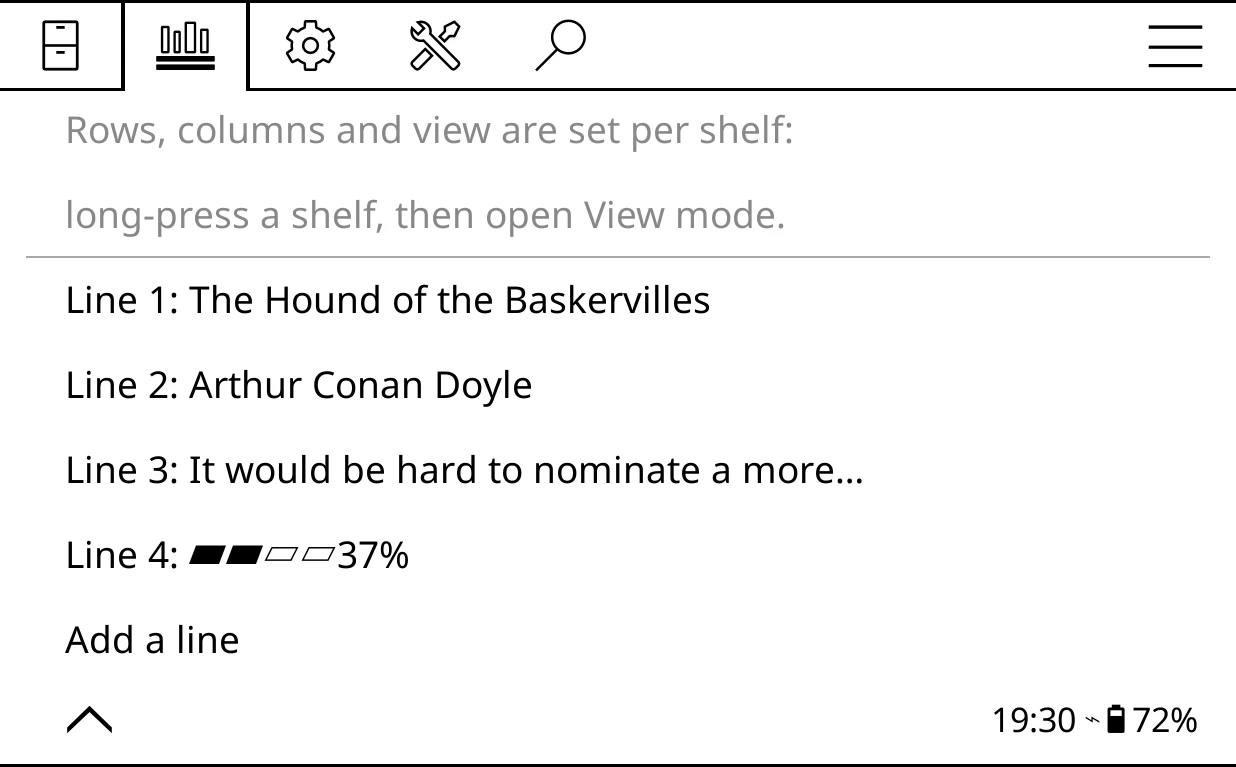 Rows, columns and view are set per shelf:
long-press a shelf, then open View mode.
Line 1: The Hound of the Baskervilles
Line 2: Arthur Conan Doyle
Line 3: It would be hard to nominate a more…
Line 4: ▰▰▱▱37%
Add a line
19:30 72%